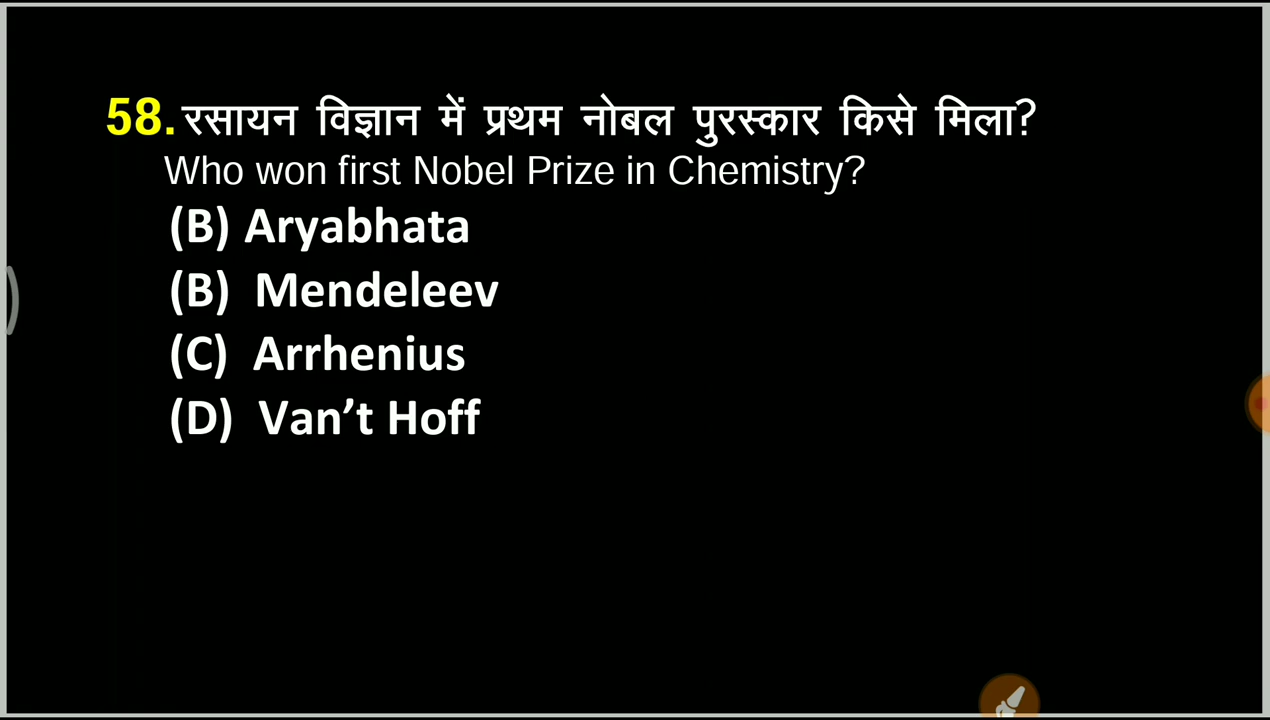 58. रसायन विज्ञान में प्रथम नोबल पुरस्कार किसे मिला?
Who won first Nobel Prize in Chemistry?
(B) Aryabhata
(B) Mendeleev
(C) Arrhenius
(D) Van’t Hoff